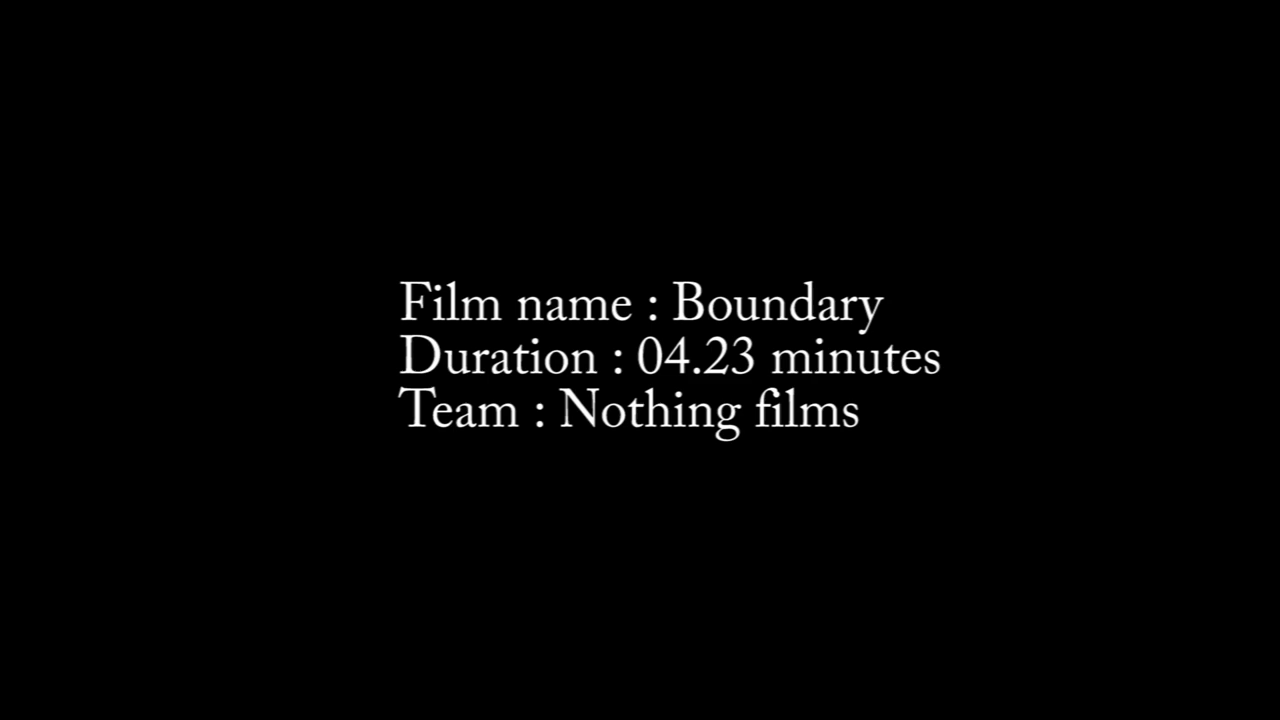 Film name : Boundary
Duration : 04.23 minutes
Team : Nothing films